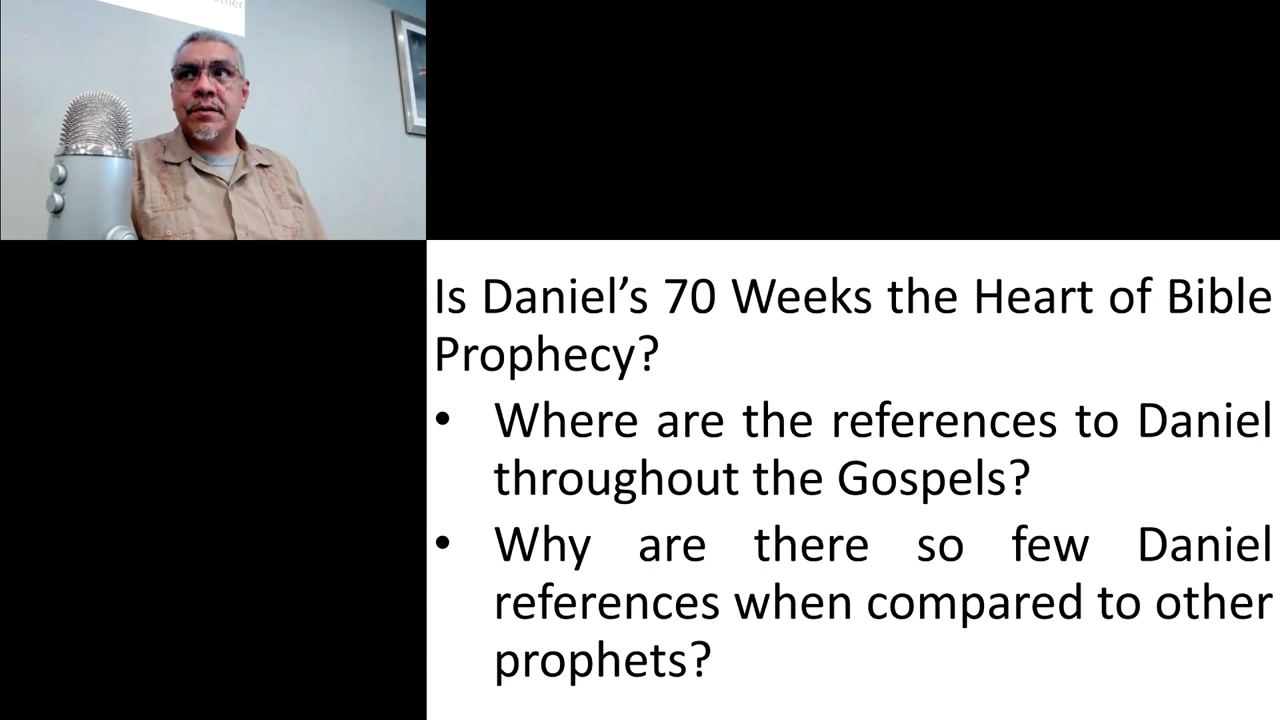 Is Daniel’s 70 Weeks the Heart of Bible
Prophecy?
• Where are the references to Daniel
throughout the Gospels?
• Why are there so few Daniel
references when compared to other
prophets?